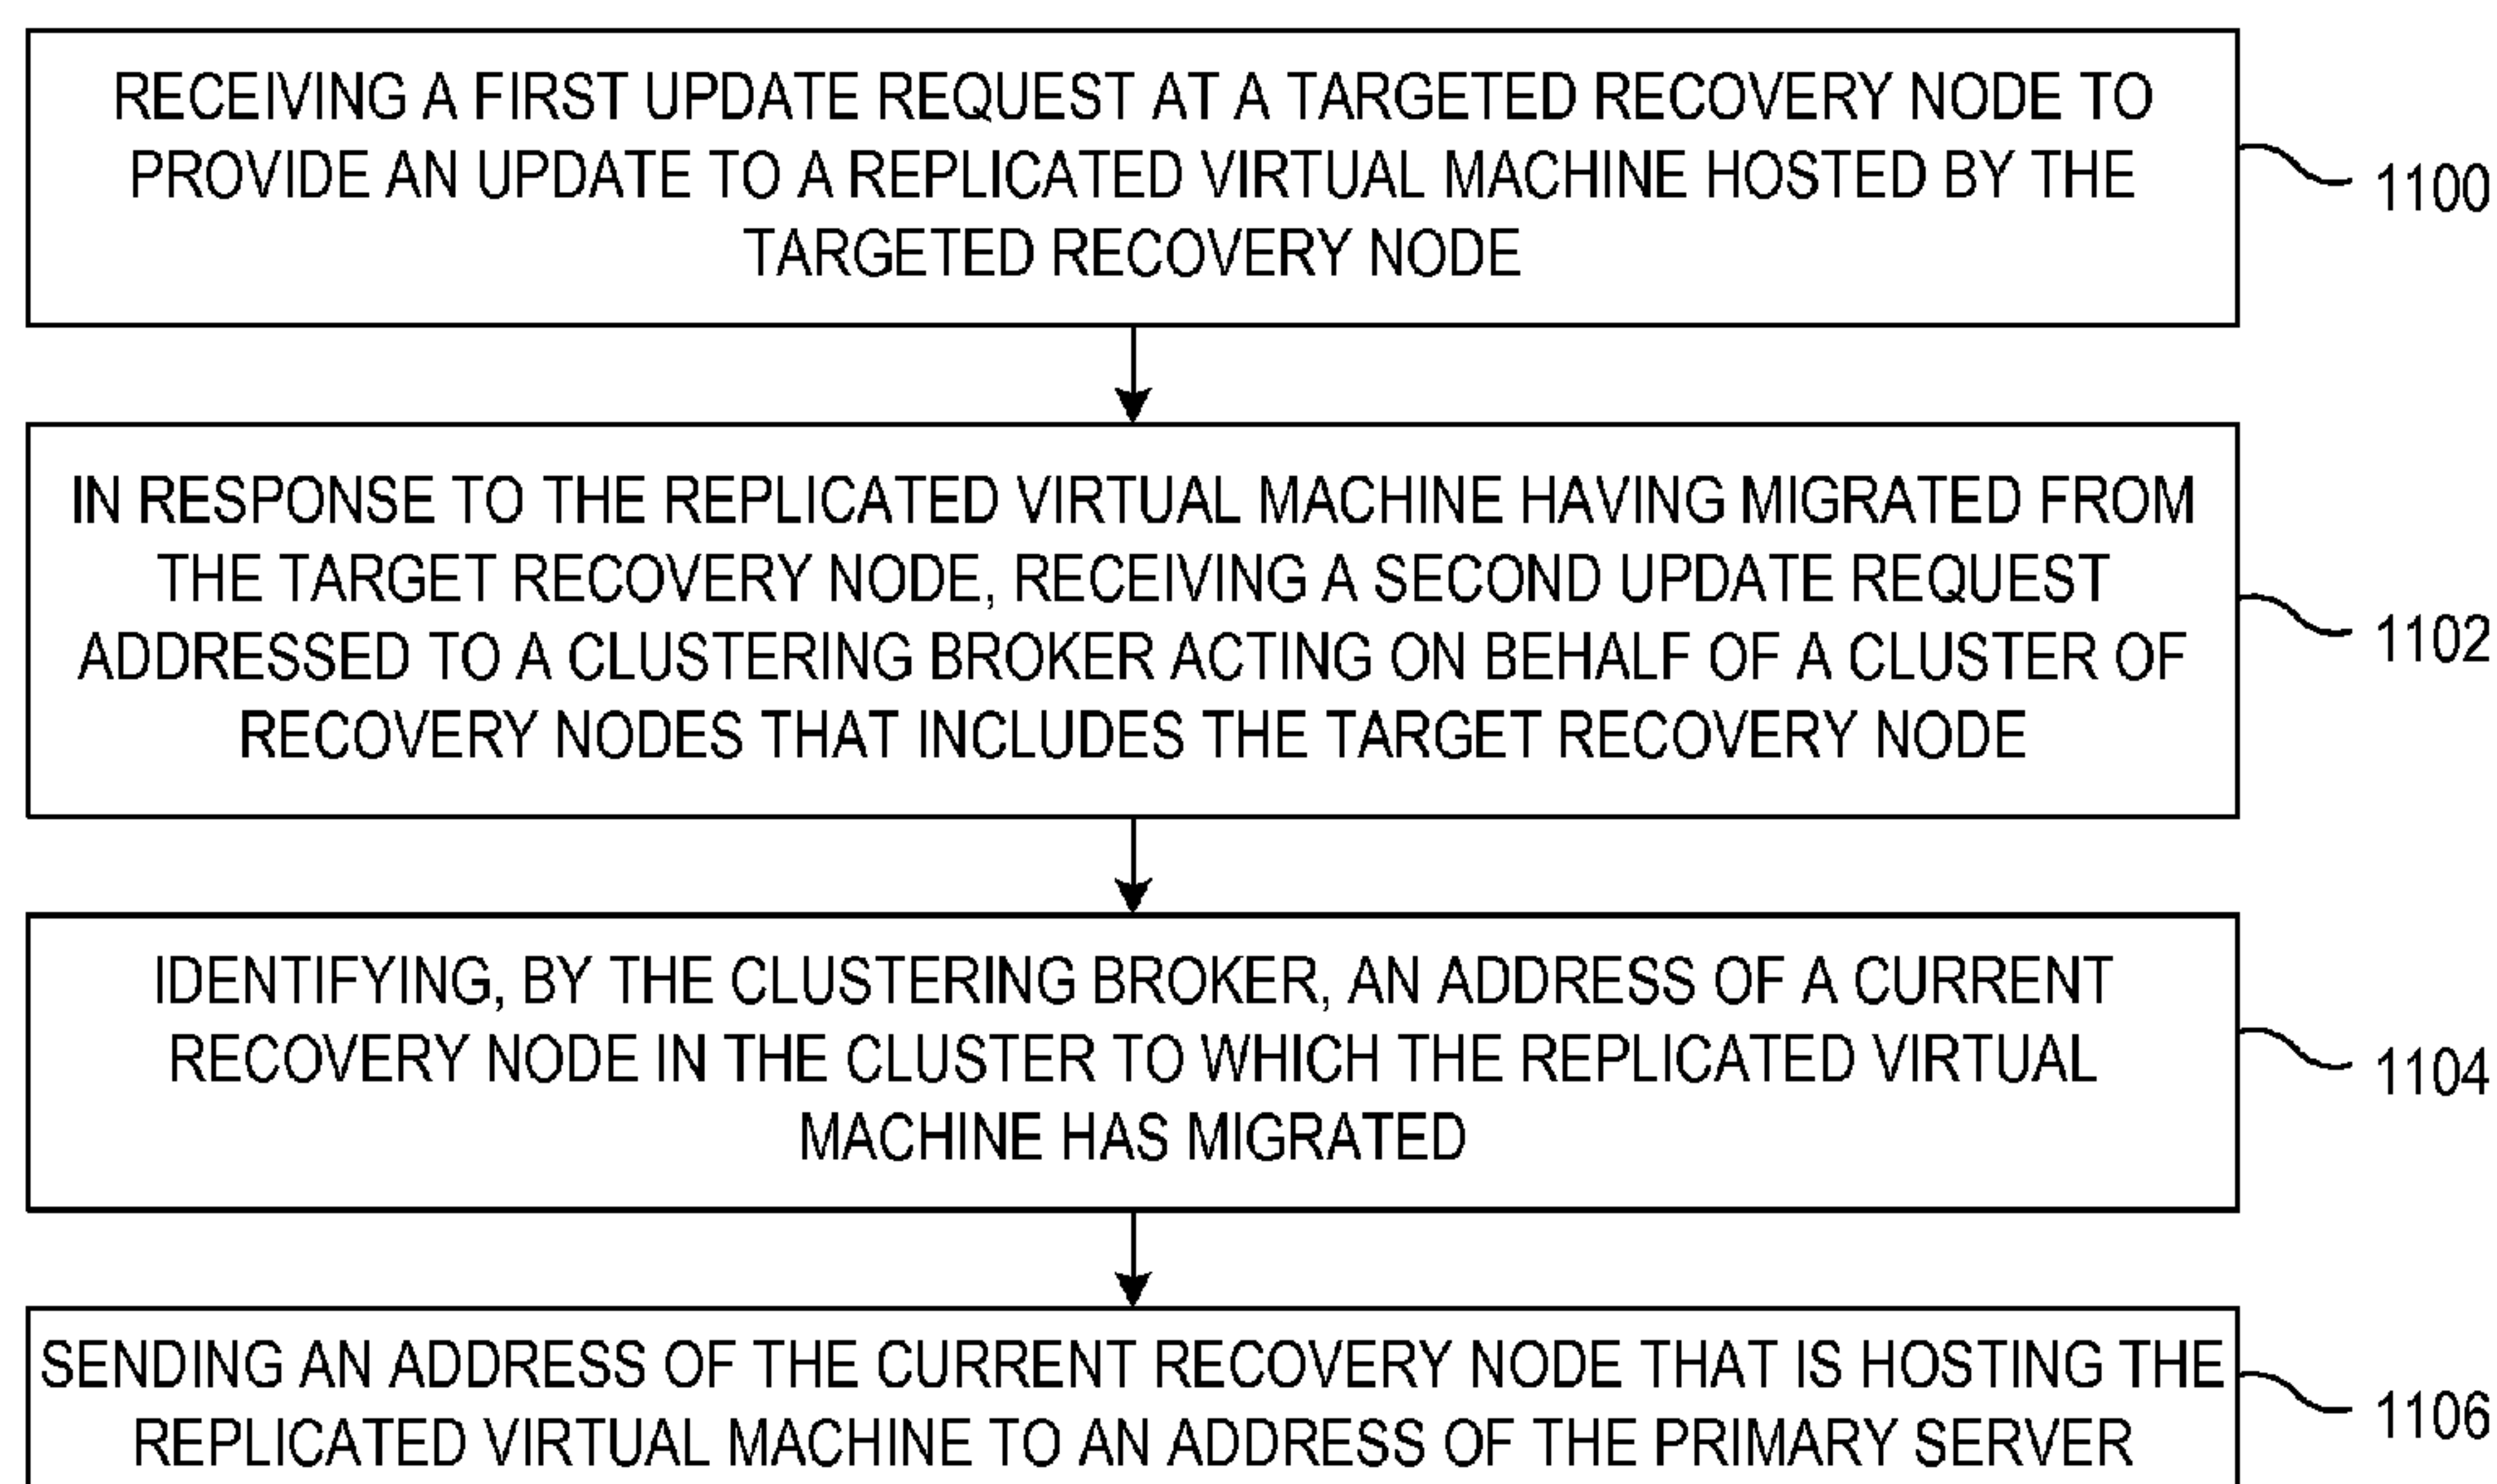 RECEIVING A FIRST UPDATE REQUEST AT A TARGETED RECOVERY NODE TO
PROVIDE AN UPDATE TO A REPLICATED VIRTUAL MACHINE HOSTED BY THE
TARGETED RECOVERY NODE
1100
IN RESPONSE TO THE REPLICATED VIRTUAL MACHINE HAVING MIGRATED FROM
THE TARGET RECOVERY NODE, RECEIVING A SECOND UPDATE REQUEST
ADDRESSED TO A CLUSTERING BROKER ACTING ON BEHALF OF A CLUSTER OF
RECOVERY NODES THAT INCLUDES THE TARGET RECOVERY NODE
1102
IDENTIFYING, BY THE CLUSTERING BROKER, AN ADDRESS OF A CURRENT
RECOVERY NODE IN THE CLUSTER TO WHICH THE REPLICATED VIRTUAL
MACHINE HAS MIGRATED
1104
SENDING AN ADDRESS OF THE CURRENT RECOVERY NODE THAT IS HOSTING THE
REPLICATED VIRTUAL MACHINE TO AN ADDRESS OF THE PRIMARY SERVER
1106